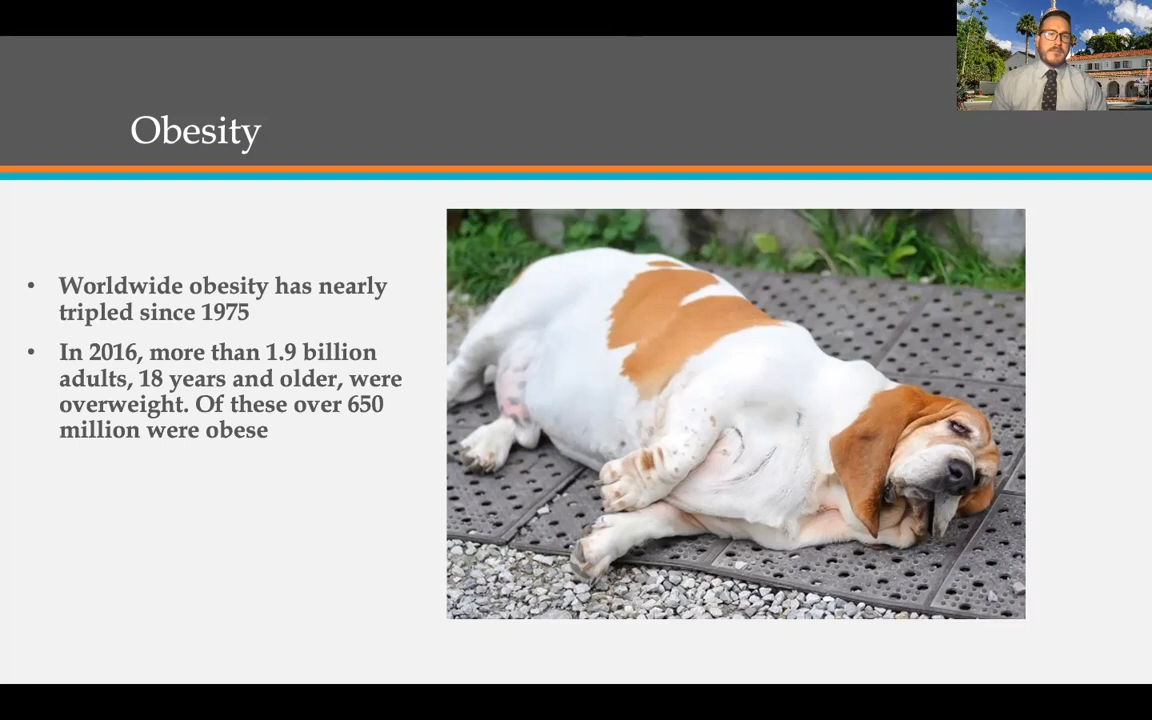 Obesity
• Worldwide obesity has nearly
tripled since 1975
• In 2016, more than 1.9 billion
adults, 18 years and older, were
overweight. Of these over 650
million were obese